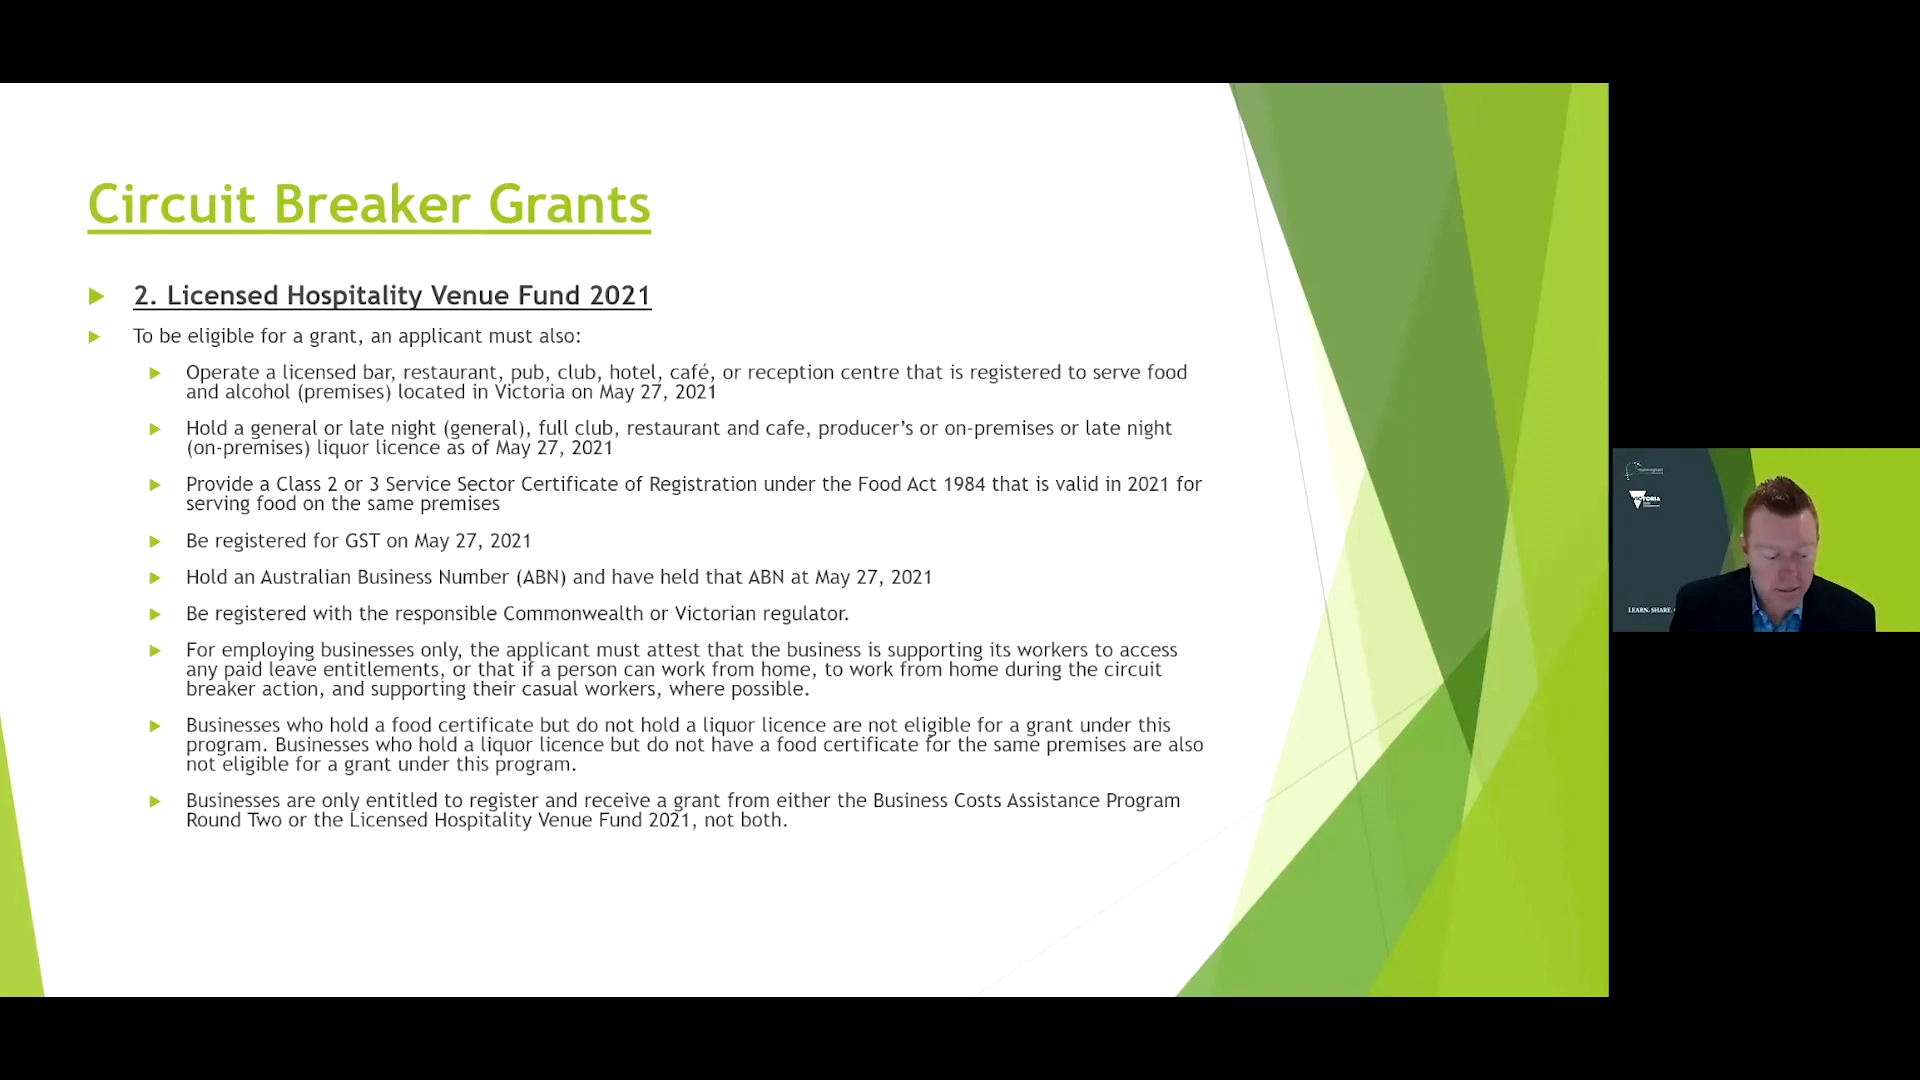 Circuit Breaker Grants
2. Licensed Hospitality Venue Fund 2021
To be eligible for a grant, an applicant must also:
Operate a licensed bar, restaurant, pub, club, hotel, café, or reception centre that is registered to serve food
and alcohol (premises) located in Victoria on May 27, 2021
Hold a general or late night (general), full club, restaurant and cafe, producer's or on-premises or late night
(on-premises) liquor licence as of May 27, 2021
Provide a Class 2 or 3 Service Sector Certificate of Registration under the Food Act 1984 that is valid in 2021 for
serving food on the same premises
Be registered for GST on May 27, 2021
Hold an Australian Business Number (ABN) and have held that ABN at May 27, 2021
Be registered with the responsible Commonwealth or Victorian regulator.
For employing businesses only, the applicant must attest that the business is supporting its workers to access
any paid leave entitlements, or that if a person can work from home, to work from home during the circuit
breaker action, and supporting their casual workers, where possible.
Businesses who hold a food certificate but do not hold a liquor licence are not eligible for a grant under this
program. Businesses who hold a liquor licence but do not have a food certificate for the same premises are also
not eligible for a grant under this program.
Businesses are only entitled to register and receive a grant from either the Business Costs Assistance Program
Round Two or the Licensed Hospitality Venue Fund 2021, not both.
VICTORIA
LEARN. SHARE.